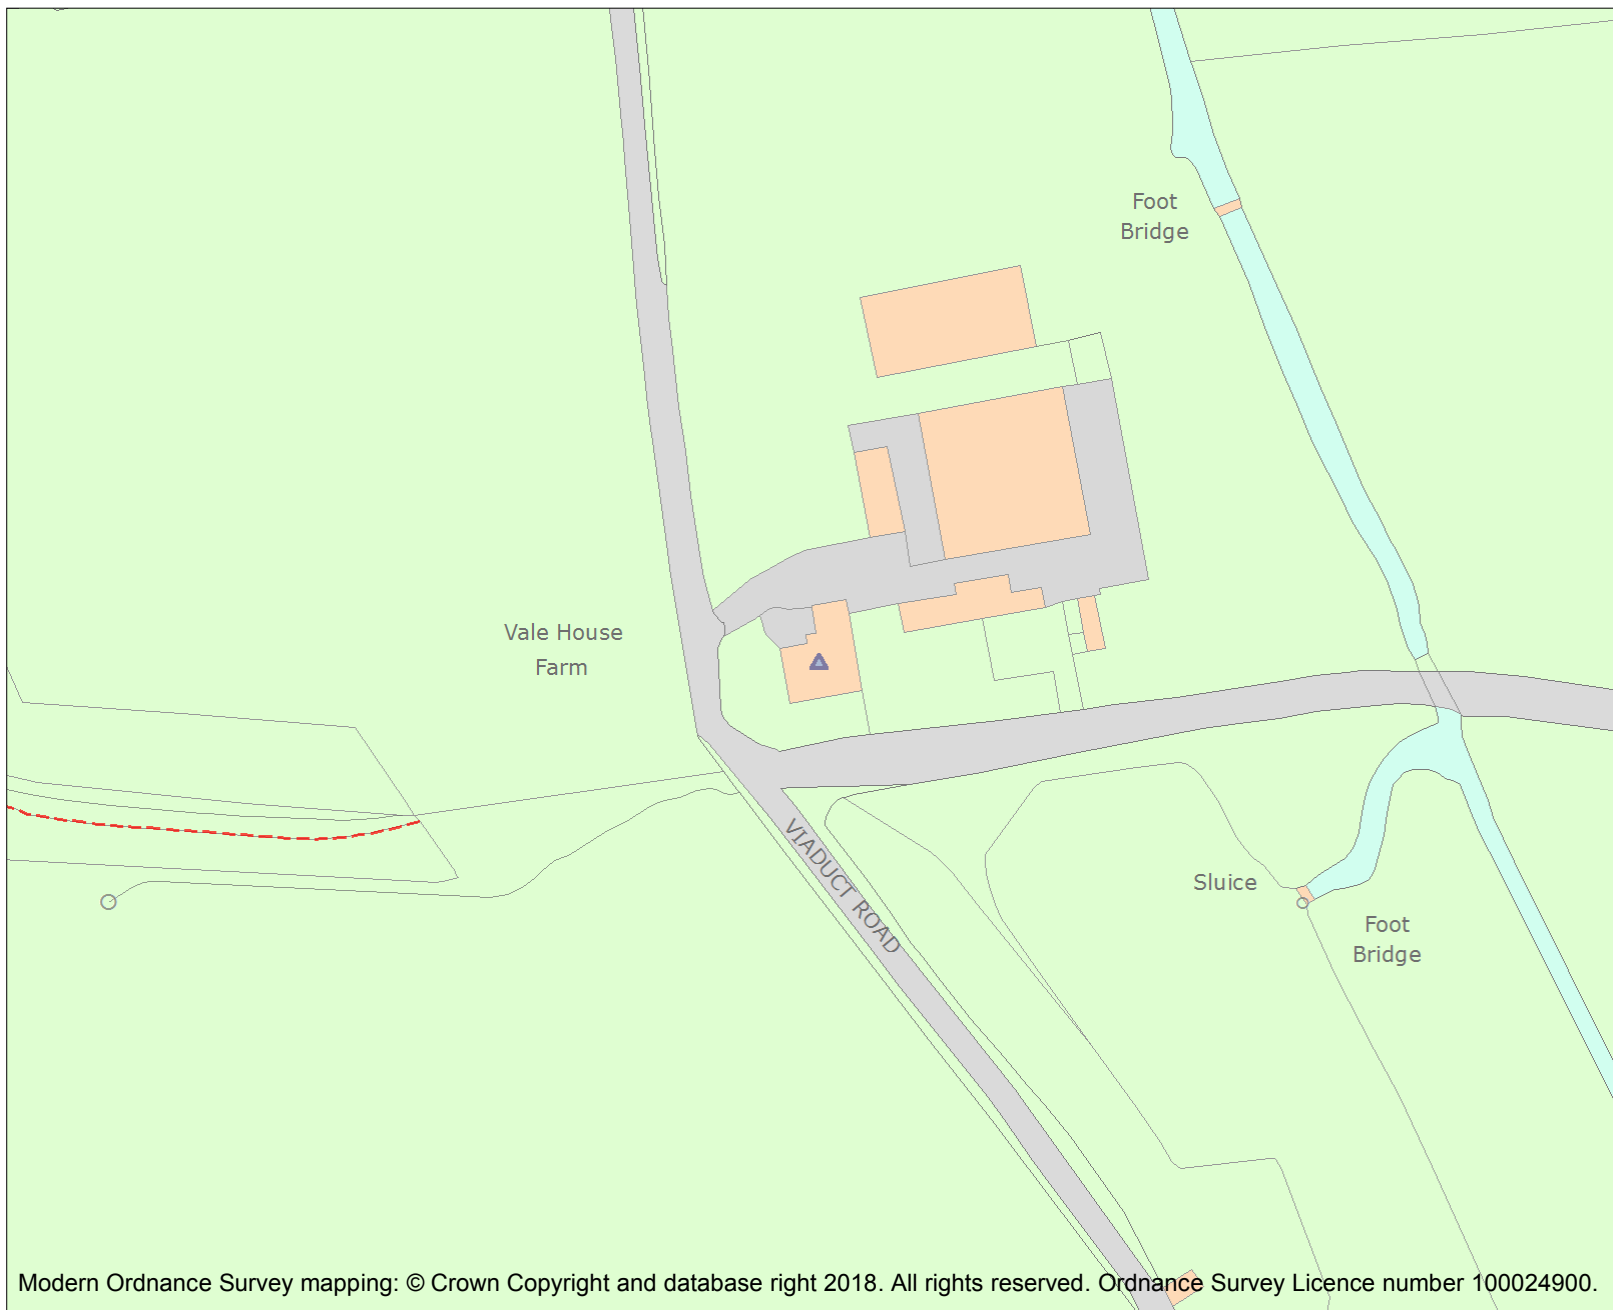 Foot
Bridge
Vale House
Farm
VIADUCT ROAD
Sluice
Foot
Bridge
Modern Ordnance Survey mapping: © Crown Copyright and database right 2018. All rights reserved. Ordnance Survey Licence number 100024900.